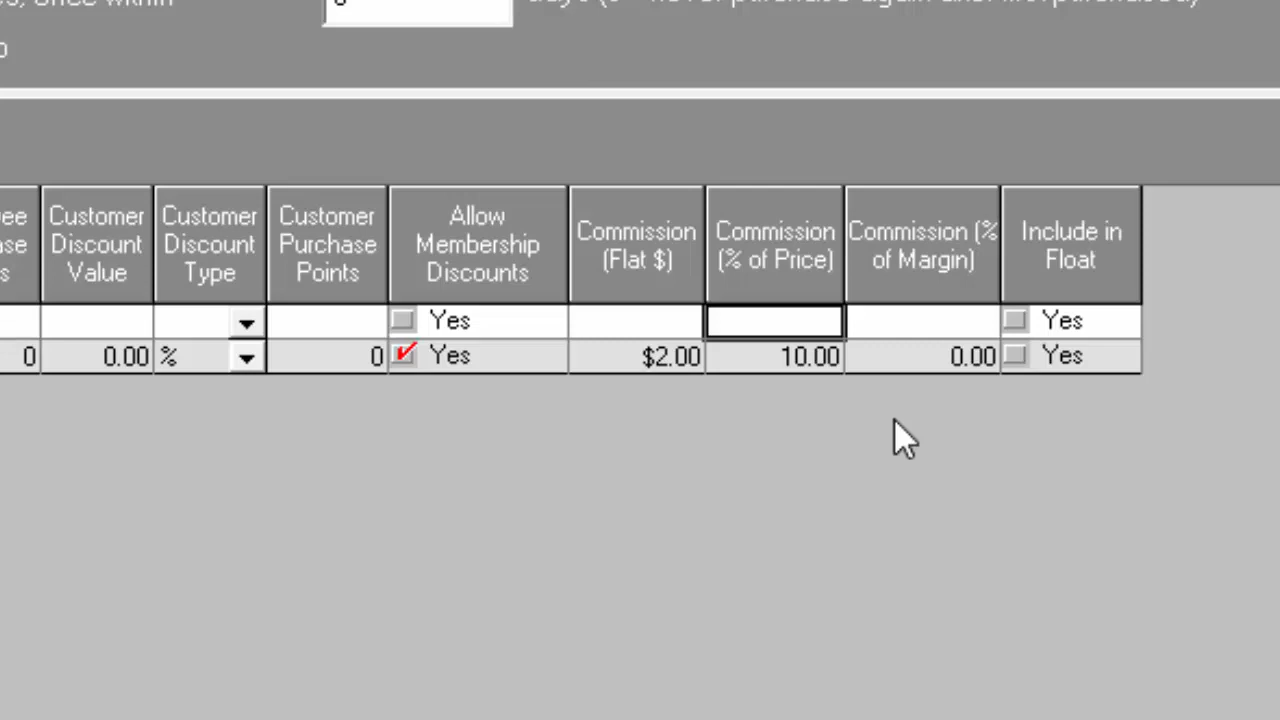 Customer Discount Value
Customer Discount Type
Customer Purchase Points
Allow Membership Discounts
Commission (Flat $)
Commission (% of Price)
Commission (% of Margin)
Include in Float
Yes
Yes
0
0.00
%
0
Yes
$2.00
10.00
0.00
Yes